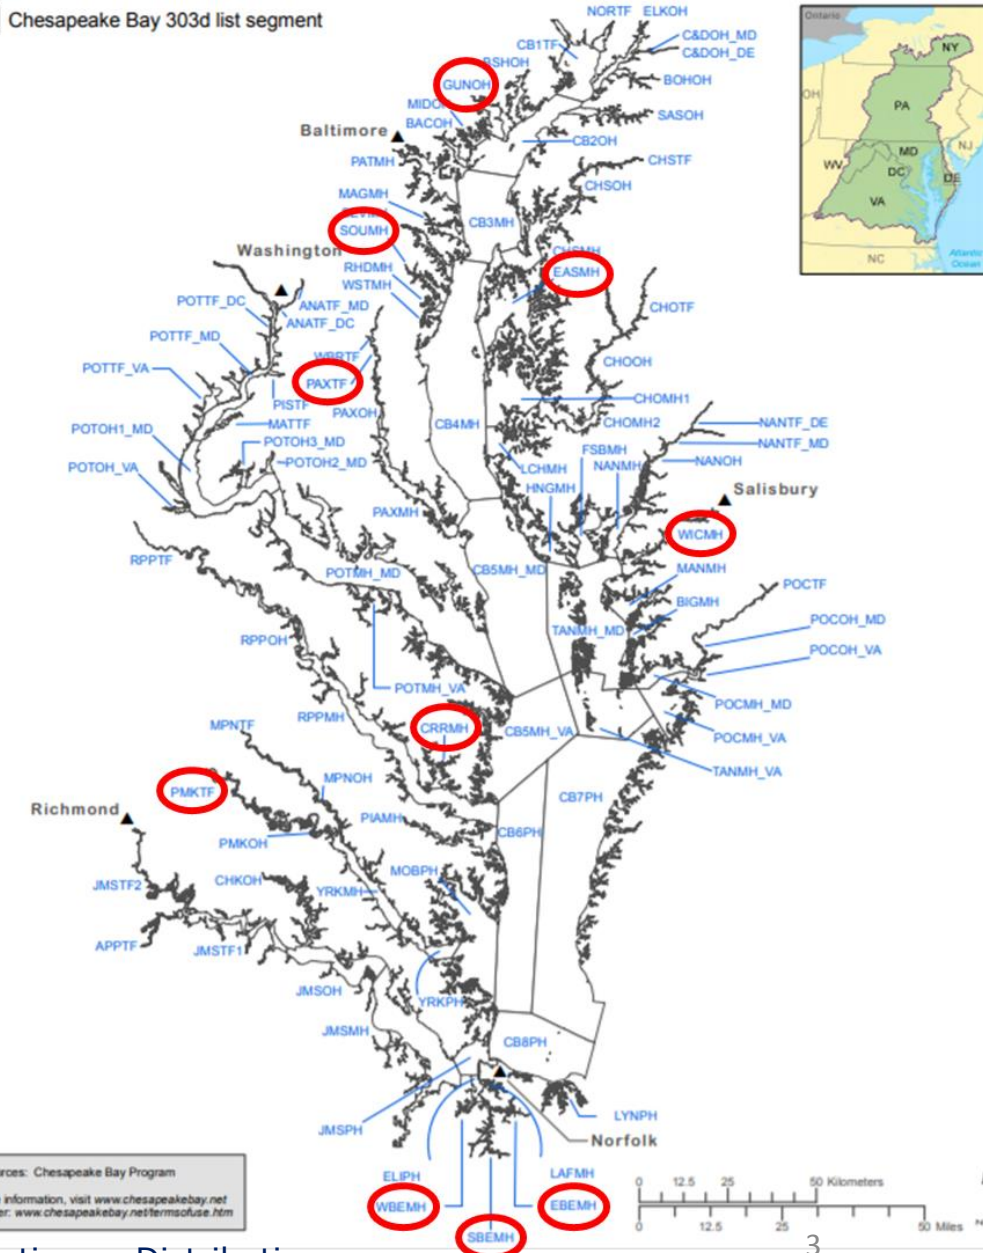 Chesapeake Bay 303d list segment
NORTF ELKOH
CB1TF
C&DOH_MD
C&DOH_DE
BSHOH
GUNOH
BOHOH
BACOH
SASOH
Baltimore
CB2OH
PATMH
CHSTF
CHSOH
MAGMH
CB3MH
SOUMH
Washington
EASMH
RHDMH
WSTMH
POTTF_DC
ANATF_MD
ANATF_DC
CHOTF
POTTF_MD
WBRTF
POTTF_VA
PAXTF
CHOOH
PISTF
PAXOH
CHOMH1
MATTF
CB4MH
CHOMH2
NANTF_DE
POTOH1_MD
POTOH3_MD
FSBMH
NANTF_MD
POTOH_VA
POTOH2_MD
LCHMH
NANMH
NANOH
HNGMH
Salisbury
PAXMH
WICMH
RPPTF
POTMH_MD
CB5MH_MD
MANMH
POCTF
BIGMH
POCOH_MD
TANMH_MD
RPPOH
POCOH_VA
POTMH_VA
POCMH_MD
RPPMH
CRRMH
CB5MH_VA
POCMH_VA
MPNTF
TANMH_VA
MPNOH
PMKTF
CB7PH
Richmond
PIAMH
CB6PH
PMKOH
MOBPH
CHKOH
YRKMH
JMSTF2
APPTF
JMSTF1
JMSOH
YRKPH
JMSMH
CB8PH
JMSPH
LYNPH
Norfolk
ELIPH
LAFMH
WBEMH
EBEMH
SBEMH
Ontario
NY
OH
PA
NJ
MD
WV
DC
DE
VA
NC
Atlantic
Ocean
Chesapeake Bay Program
information, visit www.chesapeakebay.net
www.chesapeakebay.net/termsofuse.htm
0 12.5 25 50 Kilometers
0 12.5 25 50 Miles
3